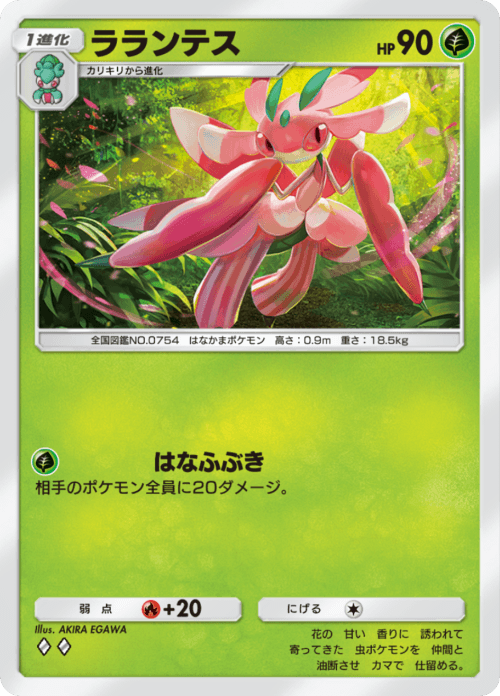 1進化
ラランテス
HP90
カリキリから進化
全国図鑑NO.0754 はなかまポケモン 高さ:0.9m 重さ:18.5kg
はなふぶき
相手のポケモン全員に20ダメージ。
弱点 +20
にげる
Illus. AKIRA EGAWA
花の 甘い 香りに 誘われて
寄ってきた 虫ポケモンを 仲間と
油断させ カマで 仕留める。